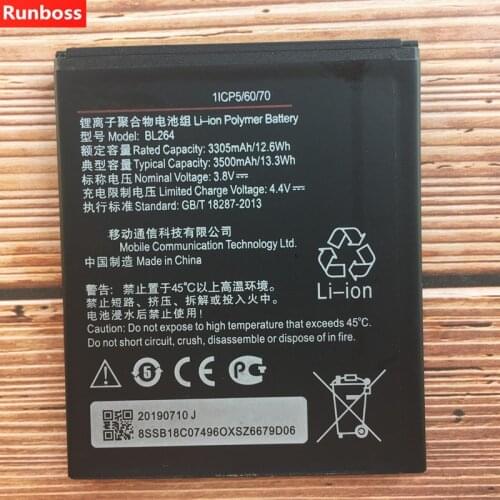 Runboss
1ICP5/60/70
锂离子聚合物电池组 Li-ion Polymer Battery
型号 Model: BL264
额定容量 Rated Capacity: 3305mAh/12.6Wh
典型容量 Typical Capacity: 3500mAh/13.3Wh
标称电压 Nominal Voltage: 3.8V⎓
充电限制电压 Limited Charge Voltage: 4.4V⎓
执行标准 Standard: GB/T 18287-2013
移动通信科技有限公司
Mobile Communication Technology Ltd.
中国制造 Made in China
警告: 禁止置于45℃以上高温环境。
禁止短路、挤压、拆解或投入火中。
电池浸水后禁止使用!
Caution: Do not expose to high temperature that exceeds 45℃.
Do not short circuit, crush, disassemble or dispose of in fire.
Li-ion
5
EAC
20190710 J
8SSB18C07496OXSZ6679D06